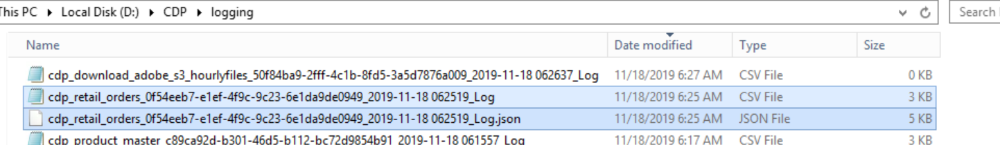 This PC ▸ Local Disk (D:) ▸ CDP ▸ logging Search
Name Date modified Type Size
cdp_download_adobe_s3_hourlyfiles_50f84ba9-2fff-4c1b-8fd5-3a5d7876a009_2019-11-18 062637_Log 11/18/2019 6:27 AM CSV File 0 KB
cdp_retail_orders_0f54eeb7-e1ef-4f9c-9c23-6e1da9de0949_2019-11-18 062519_Log 11/18/2019 6:25 AM CSV File 3 KB
cdp_retail_orders_0f54eeb7-e1ef-4f9c-9c23-6e1da9de0949_2019-11-18 062519_Log.json 11/18/2019 6:25 AM JSON File 5 KB
cdp_product_master_c89ca92d-b301-46d5-b112-bc72d9854b91_2019-11-18 061557_Log 11/18/2019 6:17 AM CSV File 3 KB